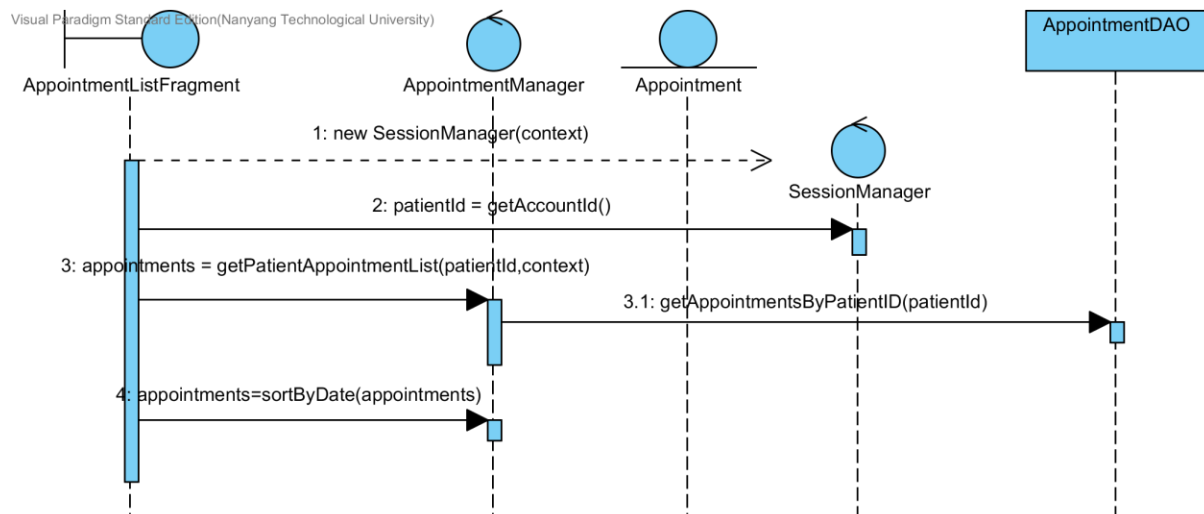 Visual Paradigm Standard Edition(Nanyang Technological University)
AppointmentDAO
AppointmentListFragment
AppointmentManager
Appointment
1: new SessionManager(context)
SessionManager
2: patientId = getAccountId()
3: appointments = getPatientAppointmentList(patientId,context)
3.1: getAppointmentsByPatientID(patientId)
4: appointments=sortByDate(appointments)